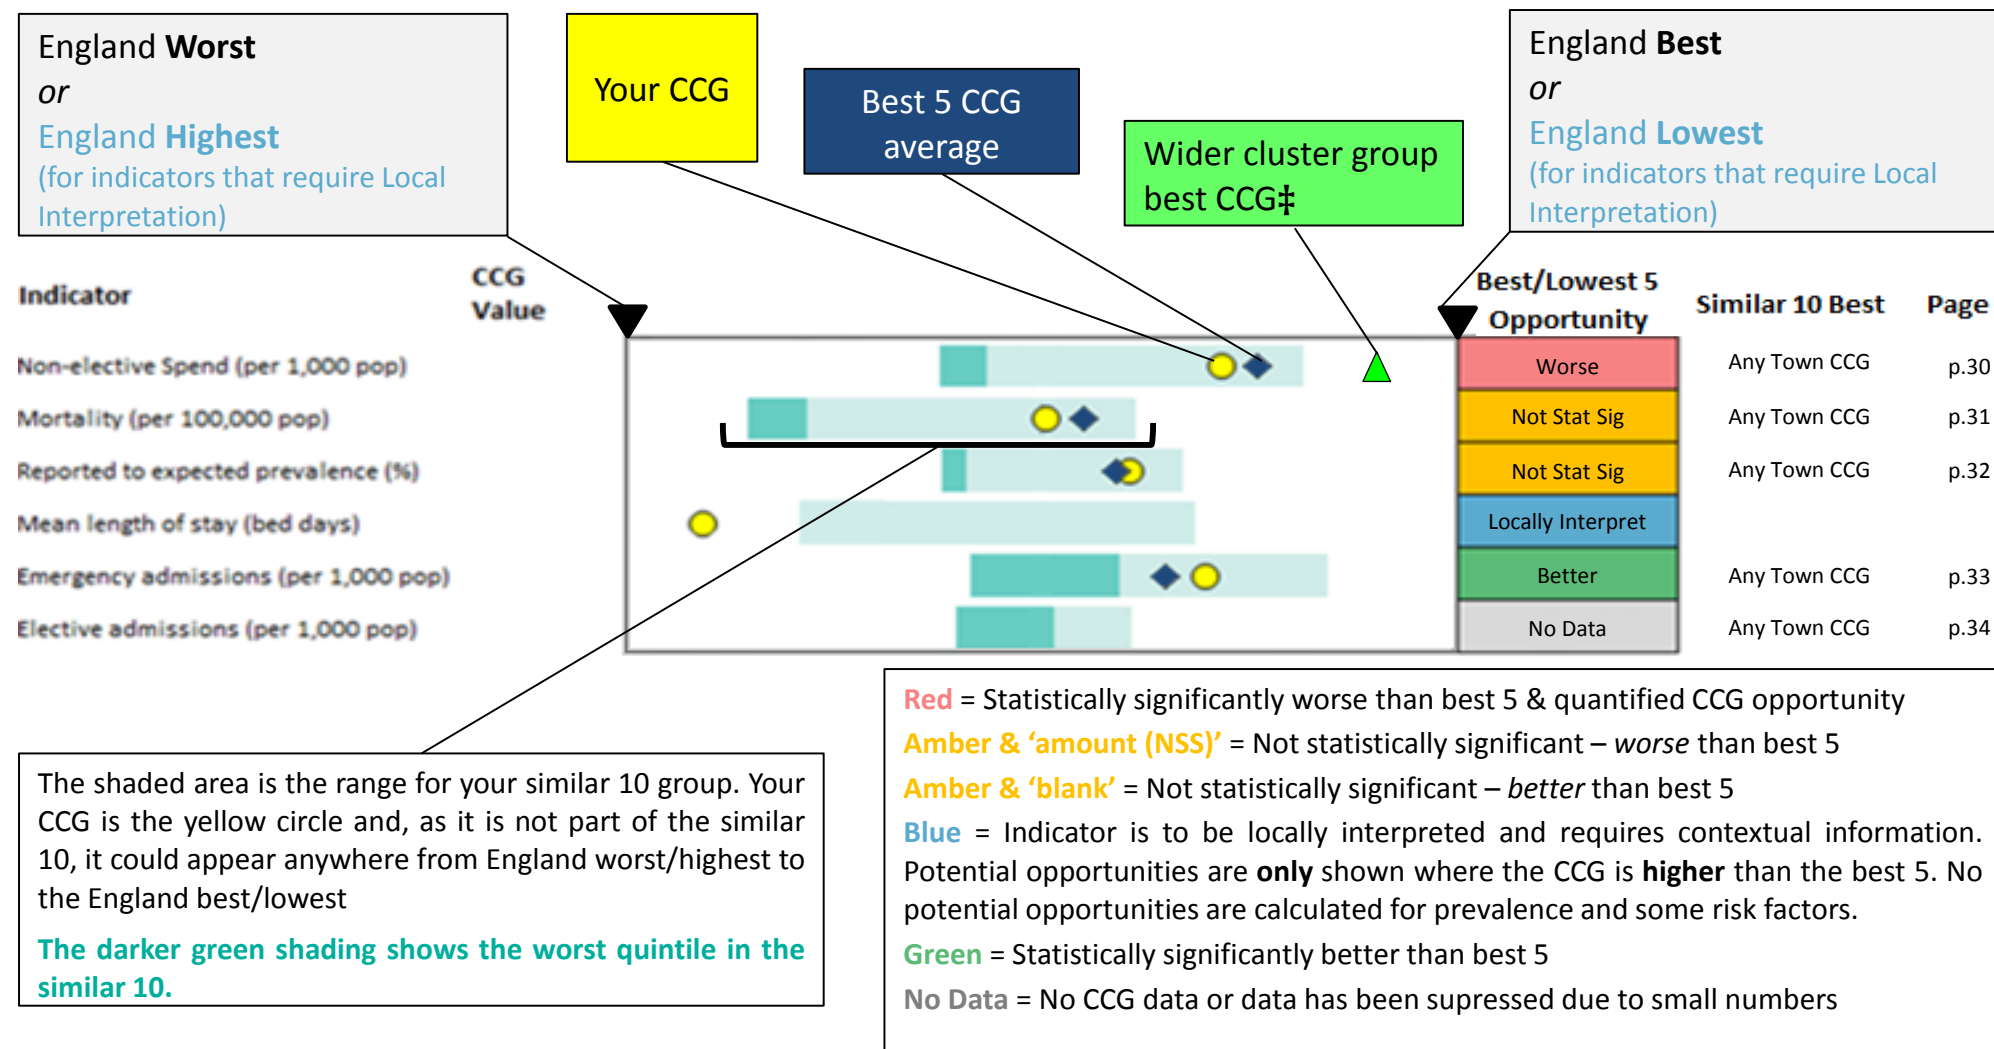 England Worst
or
England Highest
(for indicators that require Local
Interpretation)
Your CCG
Best 5 CCG
average
Wider cluster group
best CCG‡
England Best
or
England Lowest
(for indicators that require Local
Interpretation)
Indicator
CCG
Value
Best/Lowest 5
Opportunity
Similar 10 Best
Page
Non-elective Spend (per 1,000 pop)
Worse
Any Town CCG
p.30
Mortality (per 100,000 pop)
Not Stat Sig
Any Town CCG
p.31
Reported to expected prevalence (%)
Not Stat Sig
Any Town CCG
p.32
Mean length of stay (bed days)
Locally Interpret
Emergency admissions (per 1,000 pop)
Better
Any Town CCG
p.33
Elective admissions (per 1,000 pop)
No Data
Any Town CCG
p.34
The shaded area is the range for your similar 10 group. Your
CCG is the yellow circle and, as it is not part of the similar
10, it could appear anywhere from England worst/highest to
the England best/lowest
The darker green shading shows the worst quintile in the
similar 10.
Red = Statistically significantly worse than best 5 & quantified CCG opportunity
Amber & ‘amount (NSS)’ = Not statistically significant – worse than best 5
Amber & ‘blank’ = Not statistically significant – better than best 5
Blue = Indicator is to be locally interpreted and requires contextual information.
Potential opportunities are only shown where the CCG is higher than the best 5. No
potential opportunities are calculated for prevalence and some risk factors.
Green = Statistically significantly better than best 5
No Data = No CCG data or data has been supressed due to small numbers